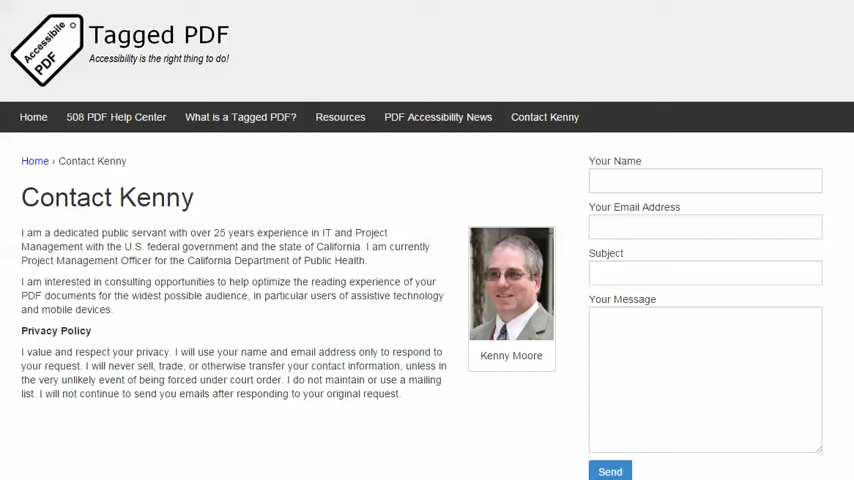 Accessibile
PDF
Tagged PDF
Accessibility is the right thing to do!
Home
508 PDF Help Center
What is a Tagged PDF?
Resources
PDF Accessibility News
Contact Kenny
Home › Contact Kenny
Contact Kenny
I am a dedicated public servant with over 25 years experience in IT and Project
Management with the U.S. federal government and the state of California. I am currently
Project Management Officer for the California Department of Public Health.
I am interested in consulting opportunities to help optimize the reading experience of your
PDF documents for the widest possible audience, in particular users of assistive technology
and mobile devices.
Privacy Policy
I value and respect your privacy. I will use your name and email address only to respond to
your request. I will never sell, trade, or otherwise transfer your contact information, unless in
the very unlikely event of being forced under court order. I do not maintain or use a mailing
list. I will not continue to send you emails after responding to your original request.
Kenny Moore
Your Name
Your Email Address
Subject
Your Message
Send